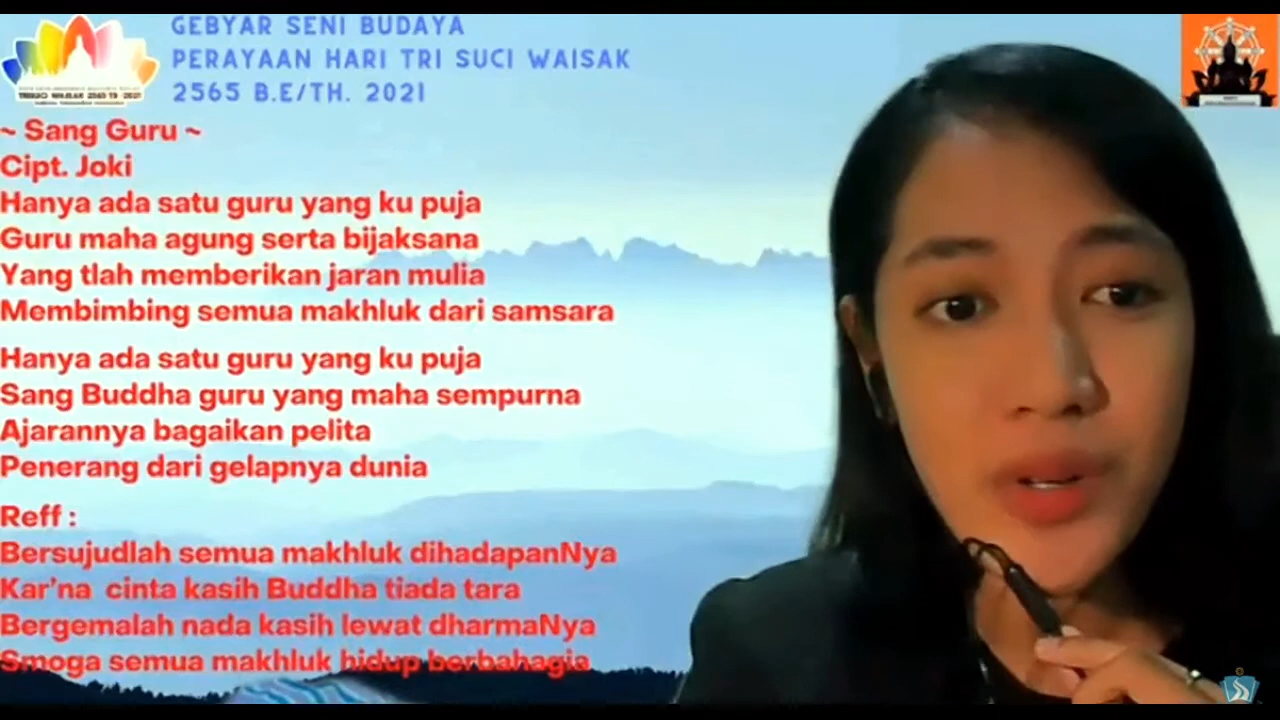 GEBYAR SENI BUDAYA
PERAYAAN HARI TRI SUCI WAISAK
2565 B.E/TH. 2021
~ Sang Guru ~
Cipt. Joki
Hanya ada satu guru yang ku puja
Guru maha agung serta bijaksana
Yang tlah memberikan jaran mulia
Membimbing semua makhluk dari samsara
Hanya ada satu guru yang ku puja
Sang Buddha guru yang maha sempurna
Ajarannya bagaikan pelita
Penerang dari gelapnya dunia
Reff :
Bersujudlah semua makhluk dihadapanNya
Kar'na cinta kasih Buddha tiada tara
Bergemalah nada kasih lewat dharmaNya
Smoga semua makhluk hidup berbahagia